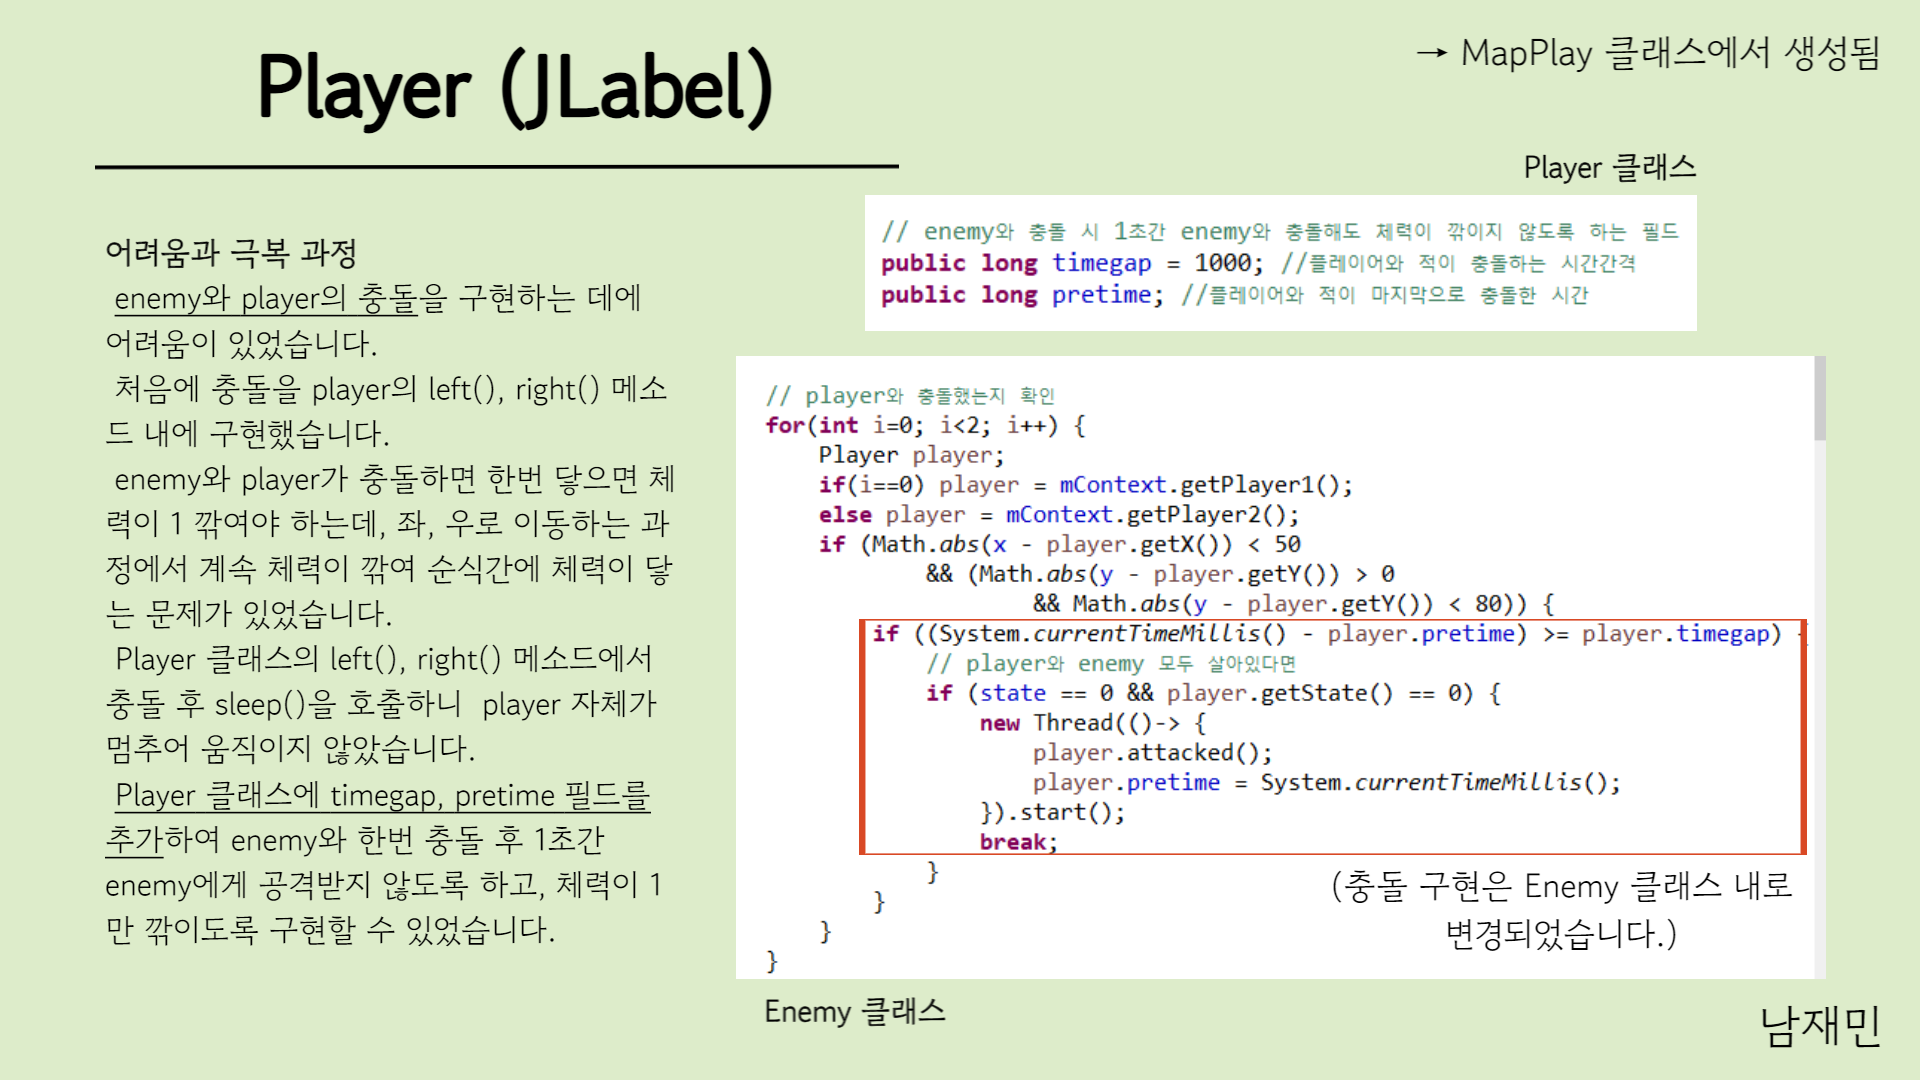 Player (JLabel)
→ MapPlay 클래스에서 생성됨
어려움과 극복 과정
enemy와 player의 충돌을 구현하는 데에
어려움이 있었습니다.
처음에 충돌을 player의 left(), right() 메소
드 내에 구현했습니다.
enemy와 player가 충돌하면 한번 닿으면 체
력이 1 깎여야 하는데, 좌, 우로 이동하는 과
정에서 계속 체력이 깎여 순식간에 체력이 닿
는 문제가 있었습니다.
Player 클래스의 left(), right() 메소드에서
충돌 후 sleep()을 호출하니  player 자체가
멈추어 움직이지 않았습니다.
Player 클래스에 timegap, pretime 필드를
추가하여 enemy와 한번 충돌 후 1초간
enemy에게 공격받지 않도록 하고, 체력이 1
만 깎이도록 구현할 수 있었습니다.
Player 클래스
// enemy와 충돌 시 1초간 enemy와 충돌해도 체력이 깎이지 않도록 하는 필드
public long timegap = 1000; //플레이어와 적이 충돌하는 시간간격
public long pretime; //플레이어와 적이 마지막으로 충돌한 시간
// player와 충돌했는지 확인
for(int i=0; i<2; i++) {
Player player;
if(i==0) player = mContext.getPlayer1();
else player = mContext.getPlayer2();
if (Math.abs(x - player.getX()) < 50
&& (Math.abs(y - player.getY()) > 0
&& Math.abs(y - player.getY()) < 80)) {
if ((System.currentTimeMillis() - player.pretime) >= player.timegap) {
// player와 enemy 모두 살아있다면
if (state == 0 && player.getState() == 0) {
new Thread(()-> {
player.attacked();
player.pretime = System.currentTimeMillis();
}).start();
break;
}
}
}
}
(충돌 구현은 Enemy 클래스 내로
변경되었습니다.)
Enemy 클래스
남재민